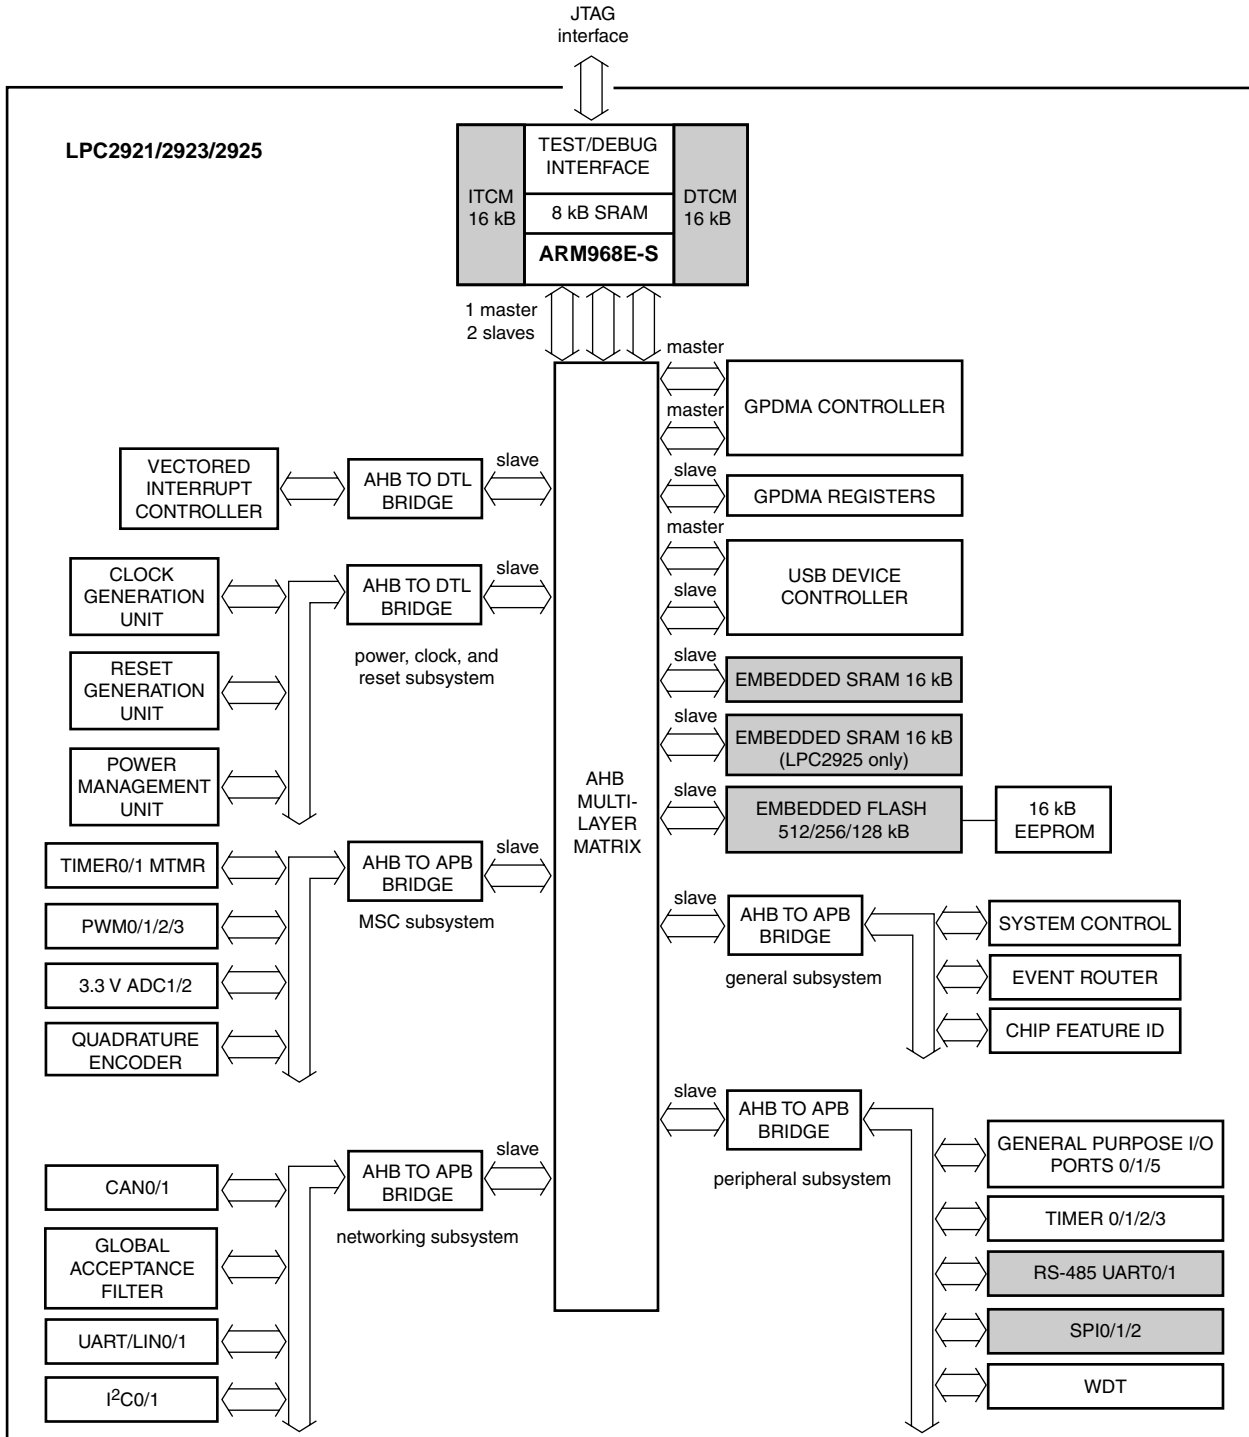 JTAG
interface
LPC2921/2923/2925
TEST/DEBUG
INTERFACE
ITCM
16 kB
8 kB SRAM
DTCM
16 kB
ARM968E-S
1 master
2 slaves
master
GPDMA CONTROLLER
master
VECTORED
INTERRUPT
CONTROLLER
AHB TO DTL
BRIDGE
slave
slave
GPDMA REGISTERS
master
USB DEVICE
CONTROLLER
slave
CLOCK
GENERATION
UNIT
AHB TO DTL
BRIDGE
slave
power, clock, and
reset subsystem
RESET
GENERATION
UNIT
POWER
MANAGEMENT
UNIT
slave
EMBEDDED SRAM 16 kB
slave
EMBEDDED SRAM 16 kB
(LPC2925 only)
AHB
MULTI-
LAYER
MATRIX
slave
EMBEDDED FLASH
512/256/128 kB
16 kB
EEPROM
TIMER0/1 MTMR
AHB TO APB
BRIDGE
slave
MSC subsystem
PWM0/1/2/3
3.3 V ADC1/2
QUADRATURE
ENCODER
slave
AHB TO APB
BRIDGE
general subsystem
SYSTEM CONTROL
EVENT ROUTER
CHIP FEATURE ID
slave
AHB TO APB
BRIDGE
peripheral subsystem
GENERAL PURPOSE I/O
PORTS 0/1/5
TIMER 0/1/2/3
RS-485 UART0/1
SPI0/1/2
WDT
CAN0/1
AHB TO APB
BRIDGE
slave
networking subsystem
GLOBAL
ACCEPTANCE
FILTER
UART/LIN0/1
I2C0/1